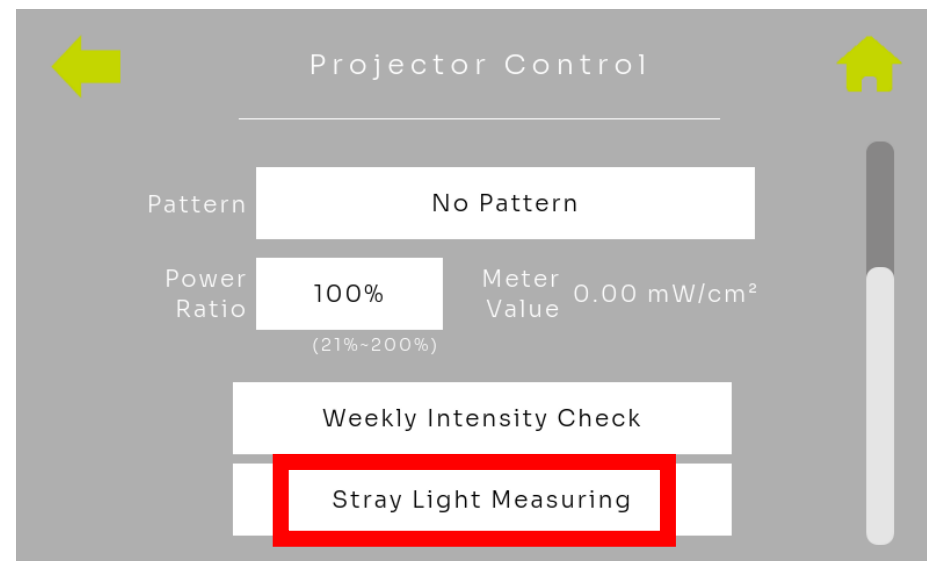 Projector Control
Pattern
No Pattern
Power
Ratio
100%
Meter
Value
0.00 mW/cm²
(21%~200%)
Weekly Intensity Check
Stray Light Measuring